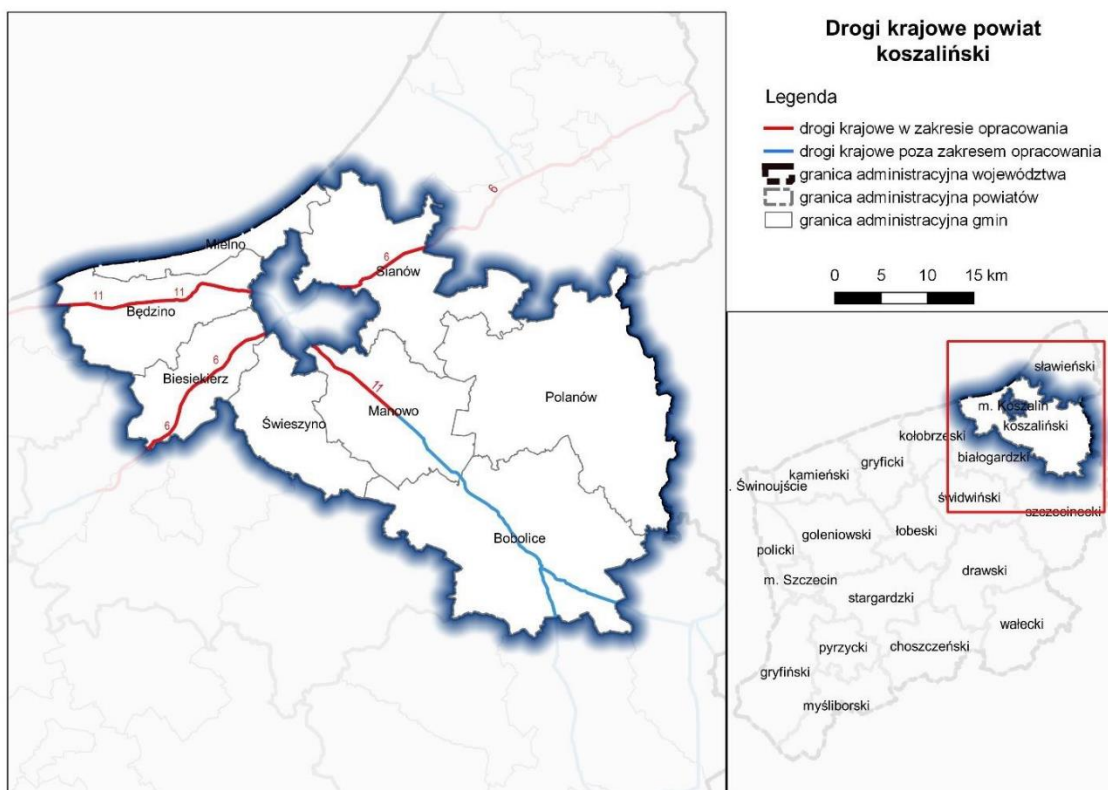 Drogi krajowe powiat
koszaliński
Legenda
drogi krajowe w zakresie opracowania
drogi krajowe poza zakresem opracowania
granica administracyjna województwa
granica administracyjna powiatów
granica administracyjna gmin
0 5 10 15 km
6
Mielno
6
Sianów
11
11
Będzino
6
Biesiekierz
11
Manowo
Polanów
Świeszyno
6
Bobolice
sławieński
m. Koszalin
koszaliński
kołobrzeski
białogardzki
gryficki
kamieński
. Świnoujście
świdwiński
szczecinecki
goleniowski
łobeski
policki
drawski
m. Szczecin
stargardzki
wałecki
pyrzycki
choszczeński
gryfiński
myśliborski